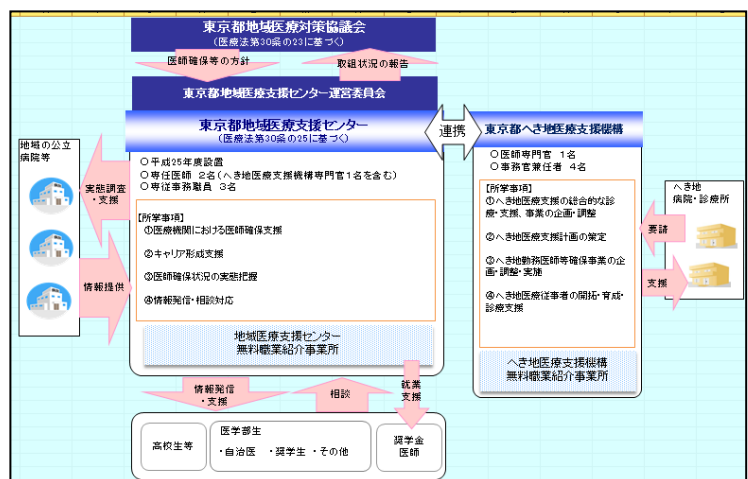 東京都地域医療対策協議会
(医療法第30条の23に基づく)
医師確保等の方針
取組状況の報告
東京都地域医療支援センター運営委員会
東京都地域医療支援センター
(医療法第30条の25に基づく)
○平成25年度設置
○専任医師 2名(へき地医療支援機構専門官1名を含む)
○専従事務職員 3名
【所掌事項】
①医療機関における医師確保支援
②キャリア形成支援
③医師確保状況の実態把握
④情報発信・相談対応
地域医療支援センター
無料職業紹介事業所
連携
東京都へき地医療支援機構
○医師専門官 1名
○事務官兼任者 4名
【所掌事項】
①へき地医療支援の総合的な診
療・支援、事業の企画・調整
②へき地医療支援計画の策定
③へき地勤務医師等確保事業の企
画・調整・実施
④へき地医療従事者の開拓・育成・
診療支援
へき地医療支援機構
無料職業紹介事業所
地域の公立
病院等
実態調査
・支援
情報提供
へき地
病院・診療所
要請
支援
情報発信
・支援
相談
就業
支援
高校生等
医学部生
・自治医 ・奨学生 ・その他
奨学金
医師